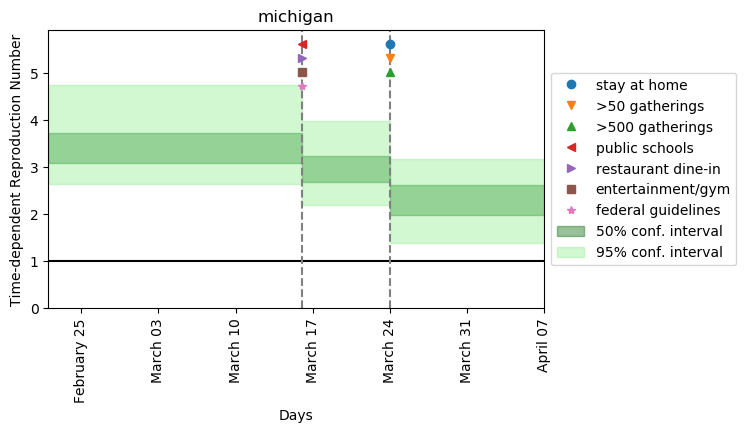 michigan
Time-dependent Reproduction Number
5
4
3
2
1
0
February 25
March 03
March 10
March 17
March 24
March 31
April 07
Days
stay at home
>50 gatherings
>500 gatherings
public schools
restaurant dine-in
entertainment/gym
federal guidelines
50% conf. interval
95% conf. interval